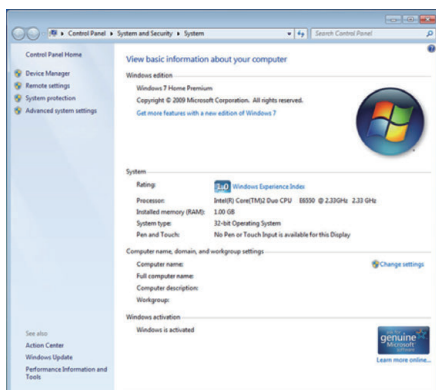 Control Panel ▸ System and Security ▸ System
Search Control Panel
Control Panel Home
Device Manager
Remote settings
System protection
Advanced system settings
View basic information about your computer
Windows edition
Windows 7 Home Premium
Copyright © 2009 Microsoft Corporation. All rights reserved.
Get more features with a new edition of Windows 7
System
Rating:
Windows Experience Index
Processor: Intel(R) Core(TM)2 Duo CPU E6550 @ 2.33GHz 2.33 GHz
Installed memory (RAM): 1.00 GB
System type: 32-bit Operating System
Pen and Touch: No Pen or Touch Input is available for this Display
Computer name, domain, and workgroup settings
Computer name:
Change settings
Full computer name:
Computer description:
Workgroup:
Windows activation
Windows is activated
genuine
Microsoft
software
Learn more online...
See also
Action Center
Windows Update
Performance Information and
Tools